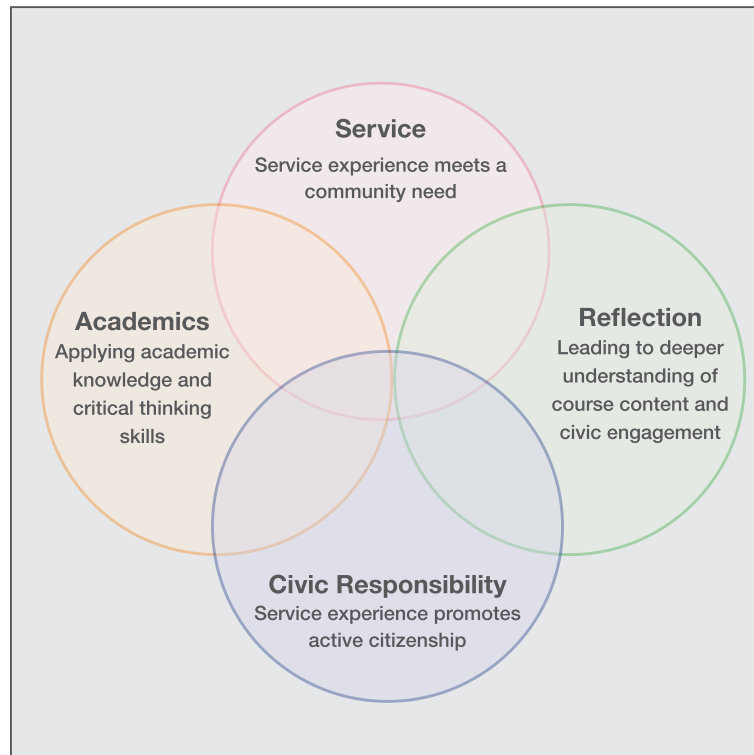 Service
Service experience meets a
community need
Academics
Applying academic
knowledge and
critical thinking
skills
Reflection
Leading to deeper
understanding of
course content and
civic engagement
Civic Responsibility
Service experience promotes
active citizenship